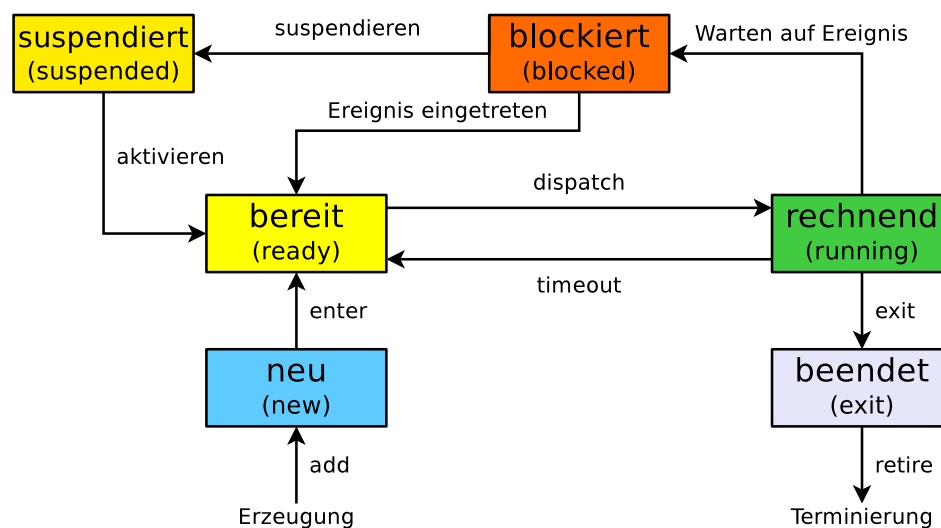 suspendiert
(suspended)
suspendieren
blockiert
(blocked)
Warten auf Ereignis
Ereignis eingetreten
aktivieren
bereit
(ready)
dispatch
timeout
rechnend
(running)
enter
exit
neu
(new)
beendet
(exit)
add
retire
Erzeugung
Terminierung